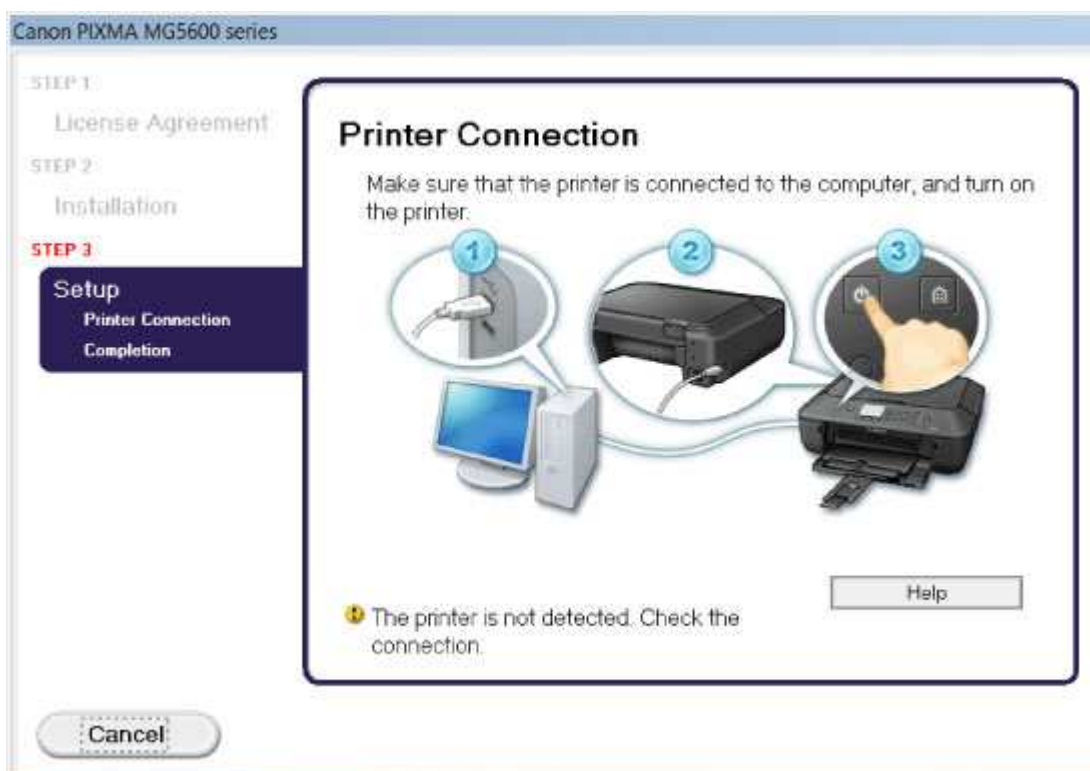 Canon PIXMA MG5600 series
STEP 1
License Agreement
STEP 2
Installation
STEP 3
Setup
Printer Connection
Completion
Printer Connection
Make sure that the printer is connected to the computer, and turn on
the printer.
1
2
3
The printer is not detected. Check the
connection.
Help
Cancel